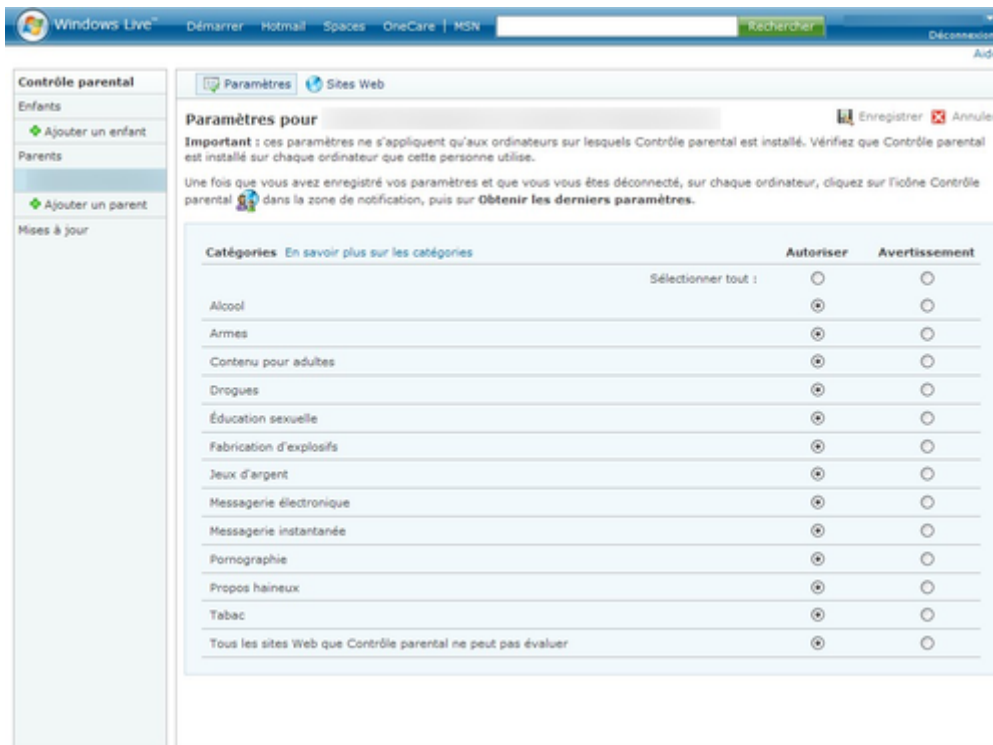 Windows Live™ Démarrer Hotmail Spaces OneCare | MSN Rechercher
Déconnexion
Aide
Contrôle parental
Enfants
Ajouter un enfant
Parents
Ajouter un parent
Mises à jour
Paramètres Sites Web
Paramètres pour
Enregistrer Annuler
Important : ces paramètres ne s'appliquent qu'aux ordinateurs sur lesquels Contrôle parental est installé. Vérifiez que Contrôle parental
est installé sur chaque ordinateur que cette personne utilise.
Une fois que vous avez enregistré vos paramètres et que vous vous êtes déconnecté, sur chaque ordinateur, cliquez sur l'icône Contrôle
parental dans la zone de notification, puis sur Obtenir les derniers paramètres.
Catégories En savoir plus sur les catégories Autoriser Avertissement
Sélectionner tout :
Alcool
Armes
Contenu pour adultes
Drogues
Éducation sexuelle
Fabrication d'explosifs
Jeux d'argent
Messagerie électronique
Messagerie instantanée
Pornographie
Propos haineux
Tabac
Tous les sites Web que Contrôle parental ne peut pas évaluer